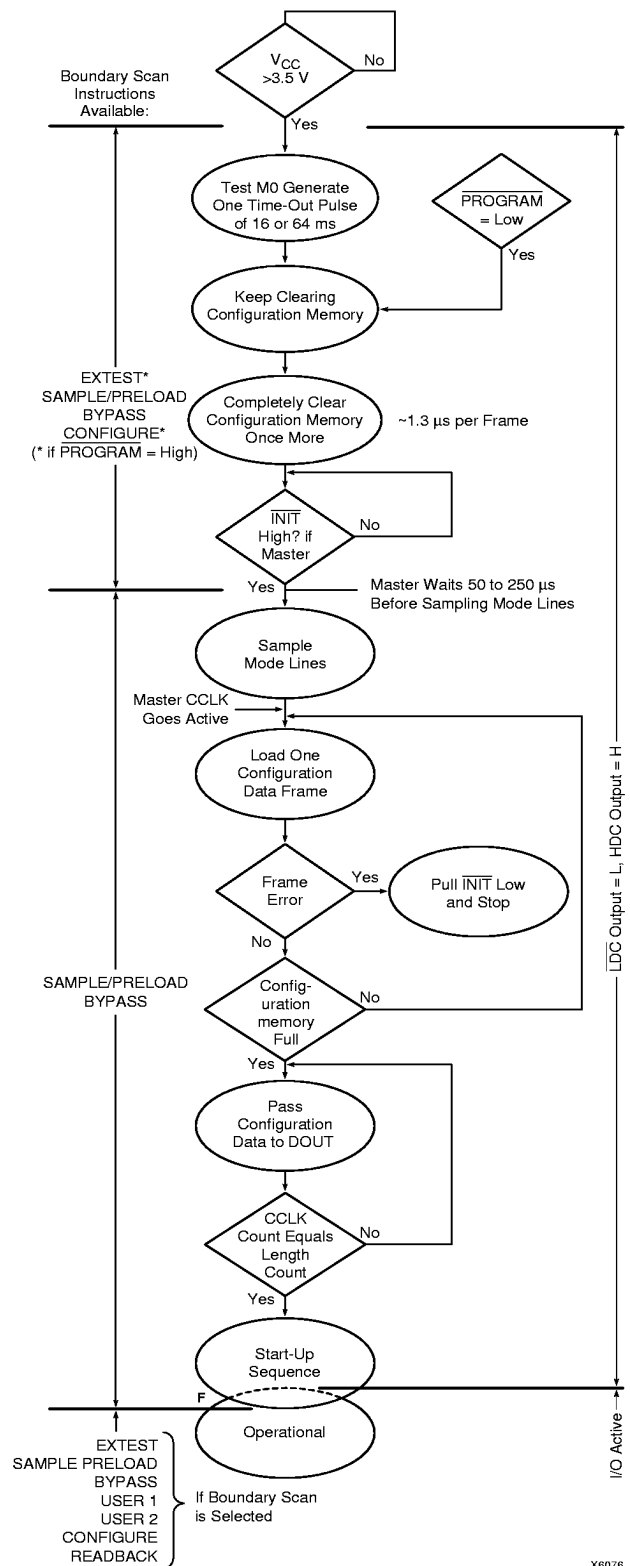 VCC
>3.5 V
No
Boundary Scan
Instructions
Available:
Yes
Test M0 Generate
One Time-Out Pulse
of 16 or 64 ms
PROGRAM
= Low
Yes
Keep Clearing
Configuration Memory
EXTEST*
SAMPLE/PRELOAD
BYPASS
CONFIGURE*
(* if PROGRAM = High)
Completely Clear
Configuration Memory
Once More
~1.3 µs per Frame
INIT
High? if
Master
No
Yes
Master Waits 50 to 250 µs
Before Sampling Mode Lines
Sample
Mode Lines
Master CCLK
Goes Active
Load One
Configuration
Data Frame
LDC Output = L, HDC Output = H
Frame
Error
Yes
Pull INIT Low
and Stop
No
SAMPLE/PRELOAD
BYPASS
Config-
uration
memory
Full
No
Yes
Pass
Configuration
Data to DOUT
CCLK
Count Equals
Length
Count
No
Yes
Start-Up
Sequence
F
Operational
I/O Active
EXTEST
SAMPLE PRELOAD
BYPASS
USER 1
USER 2
CONFIGURE
READBACK
If Boundary Scan
is Selected
X6076